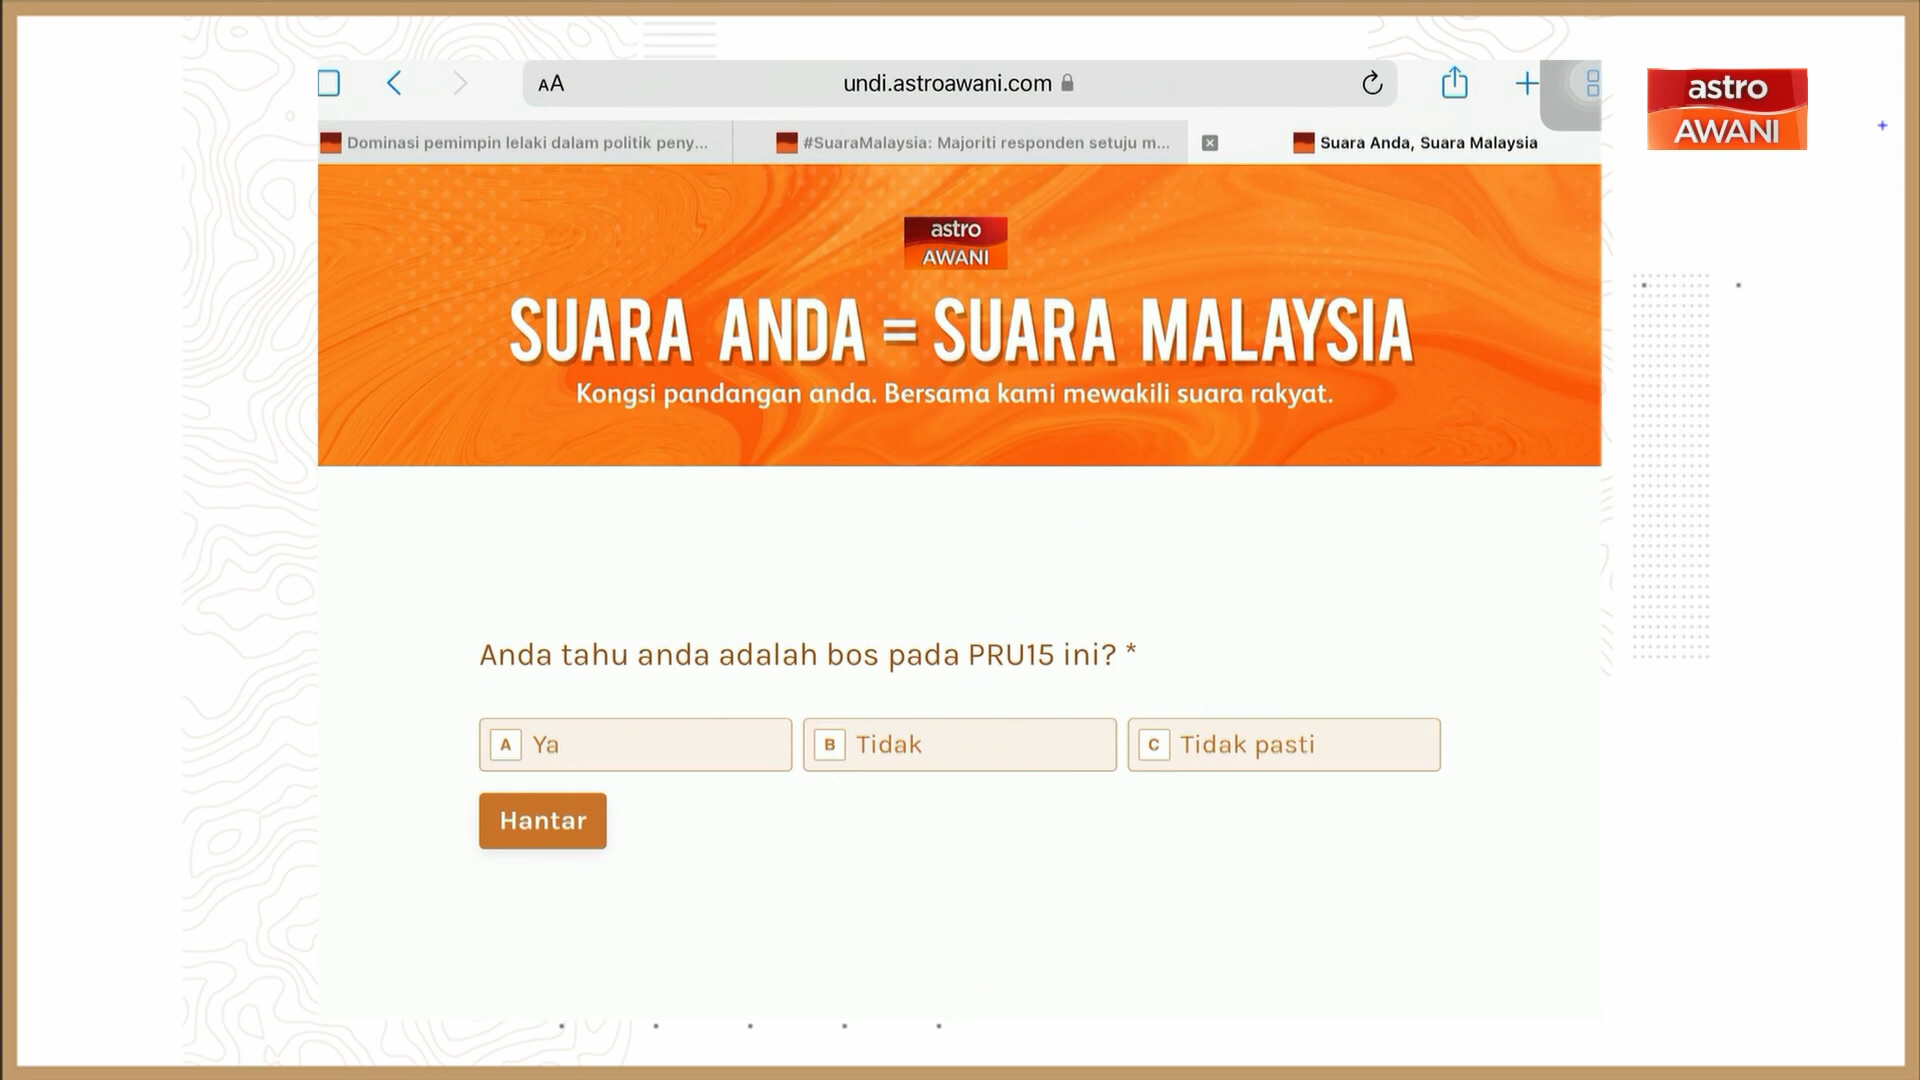 AA
undi.astroawani.com
astro
AWANI
Dominasi pemimpin lelaki dalam politik peny...
#SuaraMalaysia: Majoriti responden setuju m...
Suara Anda, Suara Malaysia
astro
AWANI
SUARA ANDA = SUARA MALAYSIA
Kongsi pandangan anda. Bersama kami mewakili suara rakyat.
Anda tahu anda adalah bos pada PRU15 ini? *
A Ya
B Tidak
C Tidak pasti
Hantar